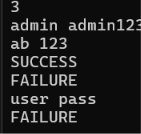 3
admin admin123
ab 123
SUCCESS
FAILURE
user pass
FAILURE